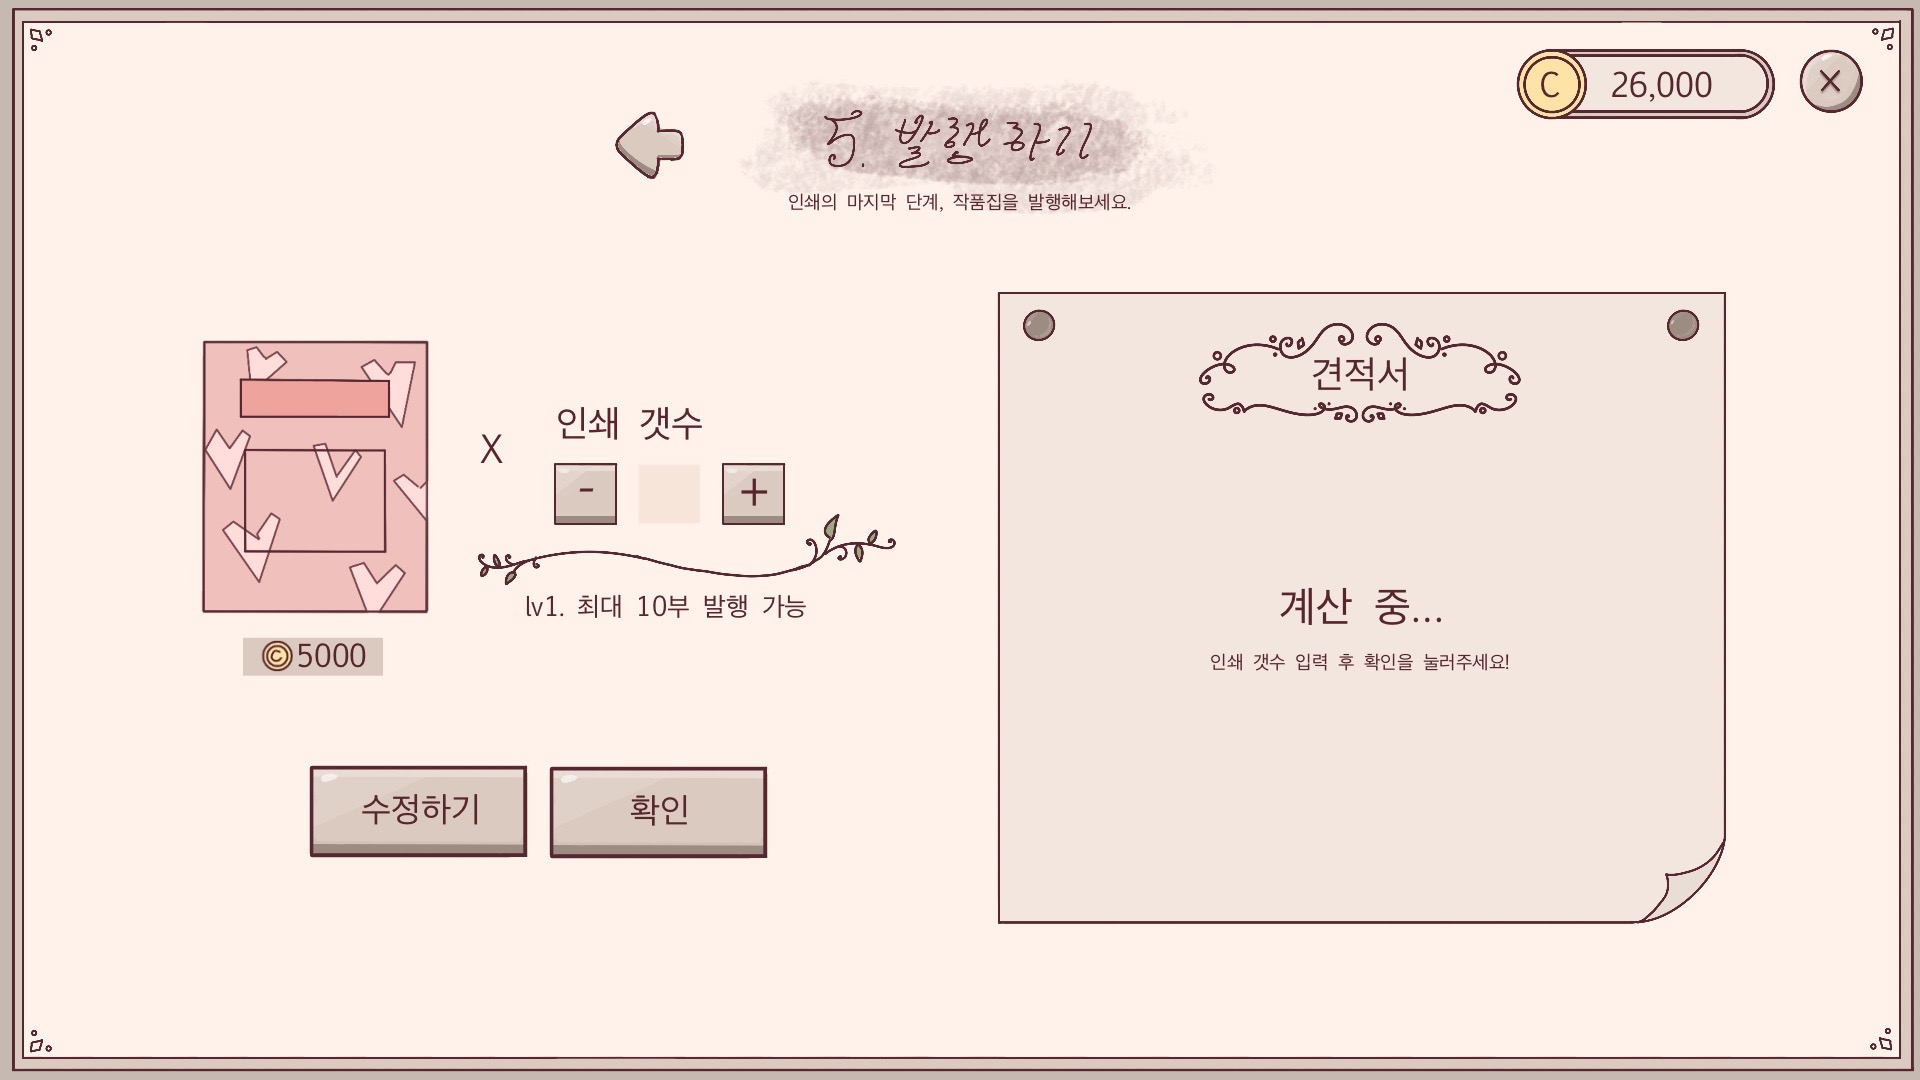 C 26,000 X
5. 발행하기
인쇄의 마지막 단계, 작품집을 발행해보세요.
X
인쇄 갯수
- +
lv1. 최대 10부 발행 가능
C 5000
수정하기
확인
견적서
계산 중...
인쇄 갯수 입력 후 확인을 눌러주세요!